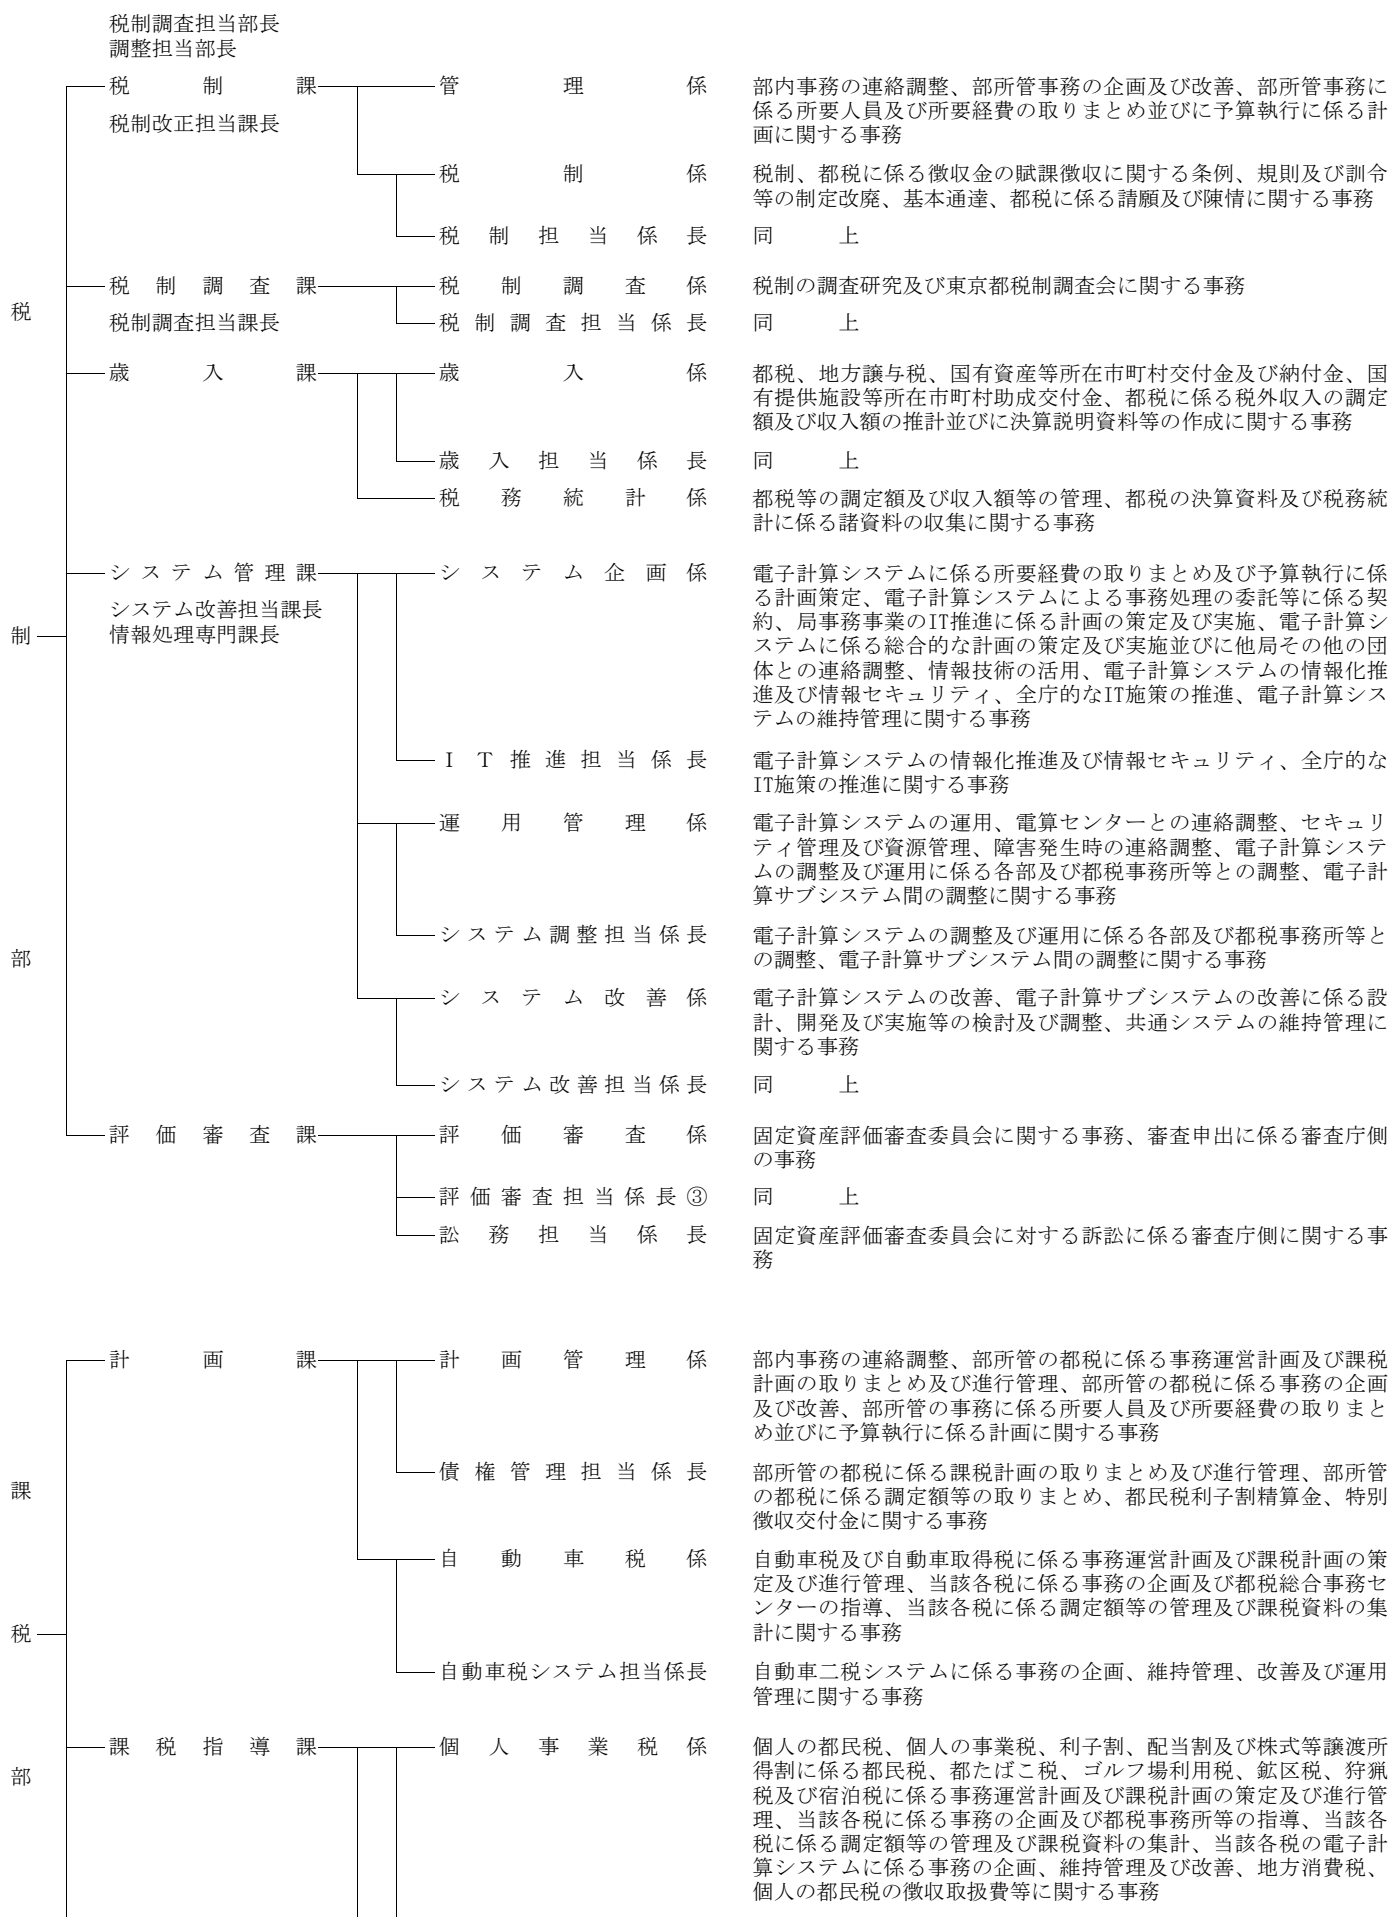 税制調査担当部長
調整担当部長
税制課 管理係 部内事務の連絡調整、部所管事務の企画及び改善、部所管事務に
係る所要人員及び所要経費の取りまとめ並びに予算執行に係る計
税制改正担当課長
画に関する事務
税制係 税制、都税に係る徴収金の賦課徴収に関する条例、規則及び訓令
等の制定改廃、基本通達、都税に係る請願及び陳情に関する事務
税制担当係長 同上
税制調査課 税制調査係 税制の調査研究及び東京都税制調査会に関する事務
税
税制調査担当課長 税制調査担当係長 同上
歳入課 歳入係 都税、地方譲与税、国有資産等所在市町村交付金及び納付金、国
有提供施設等所在市町村助成交付金、都税に係る税外収入の調定
額及び収入額の推計並びに決算説明資料等の作成に関する事務
歳入担当係長 同上
税務統計係 都税等の調定額及び収入額等の管理、都税の決算資料及び税務統
計に係る諸資料の収集に関する事務
システム管理課 システム企画係 電子計算システムに係る所要経費の取りまとめ及び予算執行に係
る計画策定、電子計算システムによる事務処理の委託等に係る契
システム改善担当課長
約、局事務事業のIT推進に係る計画の策定及び実施、電子計算シ
制 情報処理専門課長
ステムに係る総合的な計画の策定及び実施並びに他局その他の団
体との連絡調整、情報技術の活用、電子計算システムの情報化推
進及び情報セキュリティ、全庁的なIT施策の推進、電子計算シス
テムの維持管理に関する事務
IT推進担当係長 電子計算システムの情報化推進及び情報セキュリティ、全庁的な
IT施策の推進に関する事務
運用管理係 電子計算システムの運用、電算センターとの連絡調整、セキュリ
ティ管理及び資源管理、障害発生時の連絡調整、電子計算システ
ムの調整及び運用に係る各部及び都税事務所等との調整、電子計
算サブシステム間の調整に関する事務
システム調整担当係長 電子計算システムの調整及び運用に係る各部及び都税事務所等と
部
の調整、電子計算サブシステム間の調整に関する事務
システム改善係 電子計算システムの改善、電子計算サブシステムの改善に係る設
計、開発及び実施等の検討及び調整、共通システムの維持管理に
関する事務
システム改善担当係長 同上
評価審査課 評価審査係 固定資産評価審査委員会に関する事務、審査申出に係る審査庁側
の事務
評価審査担当係長③ 同上
訟務担当係長 固定資産評価審査委員会に対する訴訟に係る審査庁側に関する事
務
計画課 計画管理係 部内事務の連絡調整、部所管の都税に係る事務運営計画及び課税
計画の取りまとめ及び進行管理、部所管の都税に係る事務の企画
及び改善、部所管の事務に係る所要人員及び所要経費の取りまと
め並びに予算執行に係る計画に関する事務
債権管理担当係長 部所管の都税に係る課税計画の取りまとめ及び進行管理、部所管
課
の都税に係る調定額等の取りまとめ、都民税利子割精算金、特別
徴収交付金に関する事務
自動車税係 自動車税及び自動車取得税に係る事務運営計画及び課税計画の策
定及び進行管理、当該各税に係る事務の企画及び都税総合事務セ
ンターの指導、当該各税に係る調定額等の管理及び課税資料の集
税
計に関する事務
自動車税システム担当係長 自動車二税システムに係る事務の企画、維持管理、改善及び運用
管理に関する事務
課税指導課 個人事業税係 個人の都民税、個人の事業税、利子割、配当割及び株式等譲渡所
得割に係る都民税、都たばこ税、ゴルフ場利用税、鉱区税、狩猟
部
税及び宿泊税に係る事務運営計画及び課税計画の策定及び進行管
理、当該各税に係る事務の企画及び都税事務所等の指導、当該各
税に係る調定額等の管理及び課税資料の集計、当該各税の電子計
算システムに係る事務の企画、維持管理及び改善、地方消費税、
個人の都民税の徴収取扱費等に関する事務